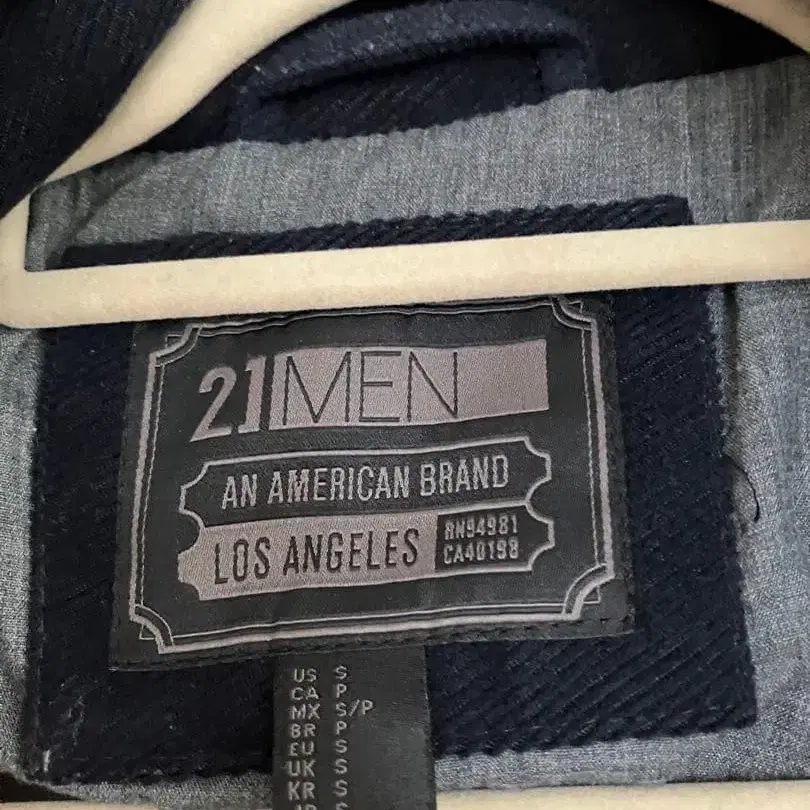 21MEN
AN AMERICAN BRAND
LOS ANGELES
RN94981
CA40198
US S
CA P
MX S/P
BR P
EU S
UK S
KR S